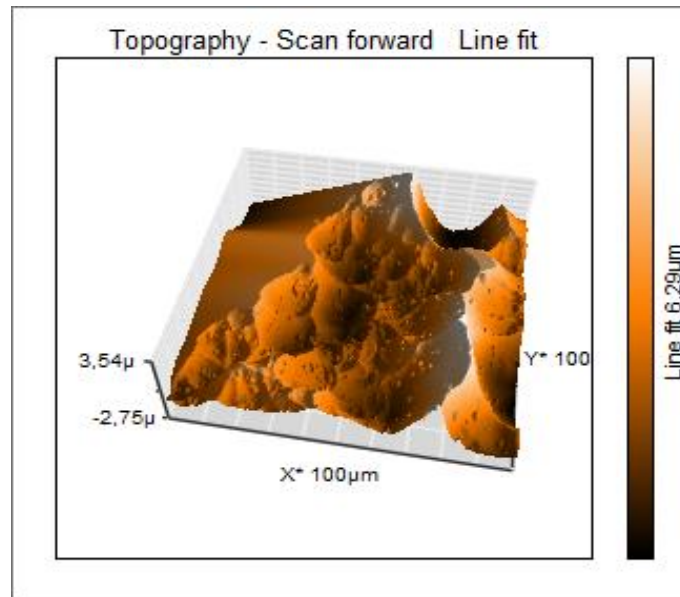 Topography - Scan forward Line fit
3,54µ
-2,75µ
X* 100µm
Y* 100
Line fit 6,29µm